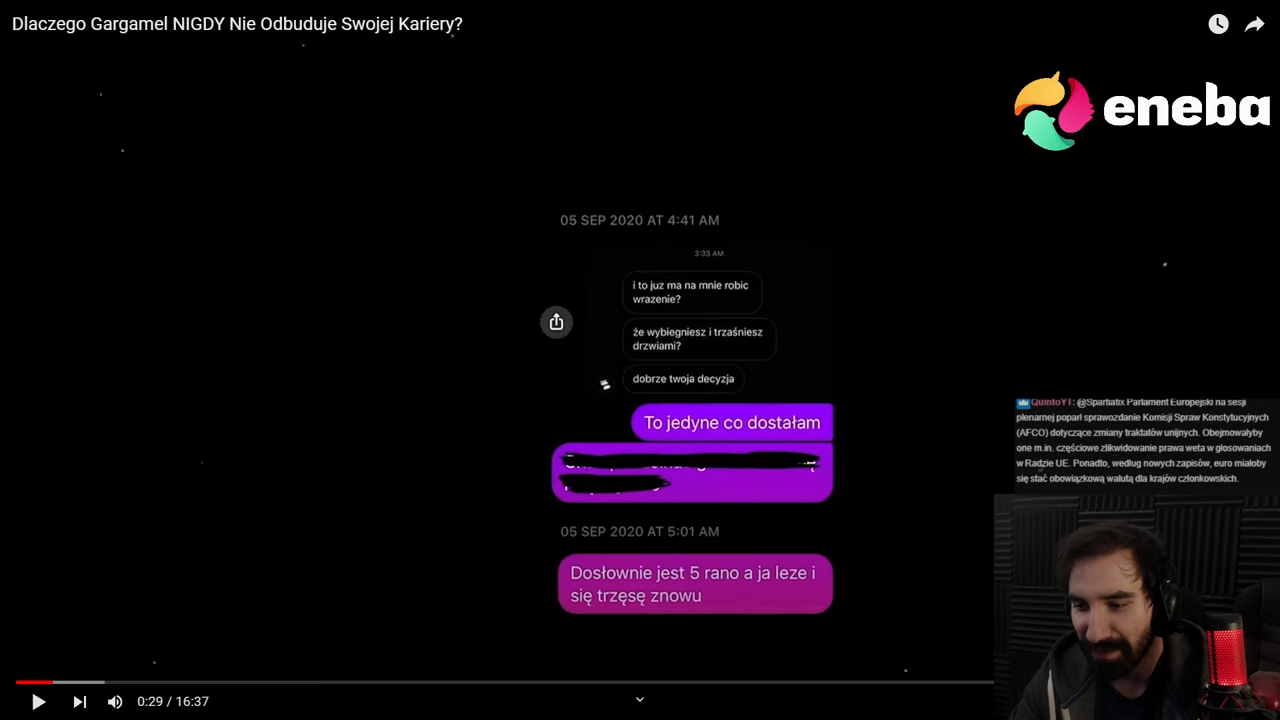 Dlaczego Gargamel NIGDY Nie Odbuduje Swojej Kariery?
eneba
05 SEP 2020 AT 4:41 AM
3:33 AM
i to juz ma na mnie robic
wrazenie?
że wybiegniesz i trzaśniesz
drzwiami?
dobrze twoja decyzja
To jedyne co dostałam
05 SEP 2020 AT 5:01 AM
Dosłownie jest 5 rano a ja leze i
się trzęsę znowu
QuintoYT: @Spartiatix Parlament Europejski na sesji
plenarnej poparł sprawozdanie Komisji Spraw Konstytucyjnych
(AFCO) dotyczące zmiany traktatów unijnych. Obejmowałyby
one m.in. częściowe zlikwidowanie prawa weta w głosowaniach
w Radzie UE. Ponadto, według nowych zapisów, euro miałoby
się stać obowiązkową walutą dla krajów członkowskich.
0:29 / 16:37